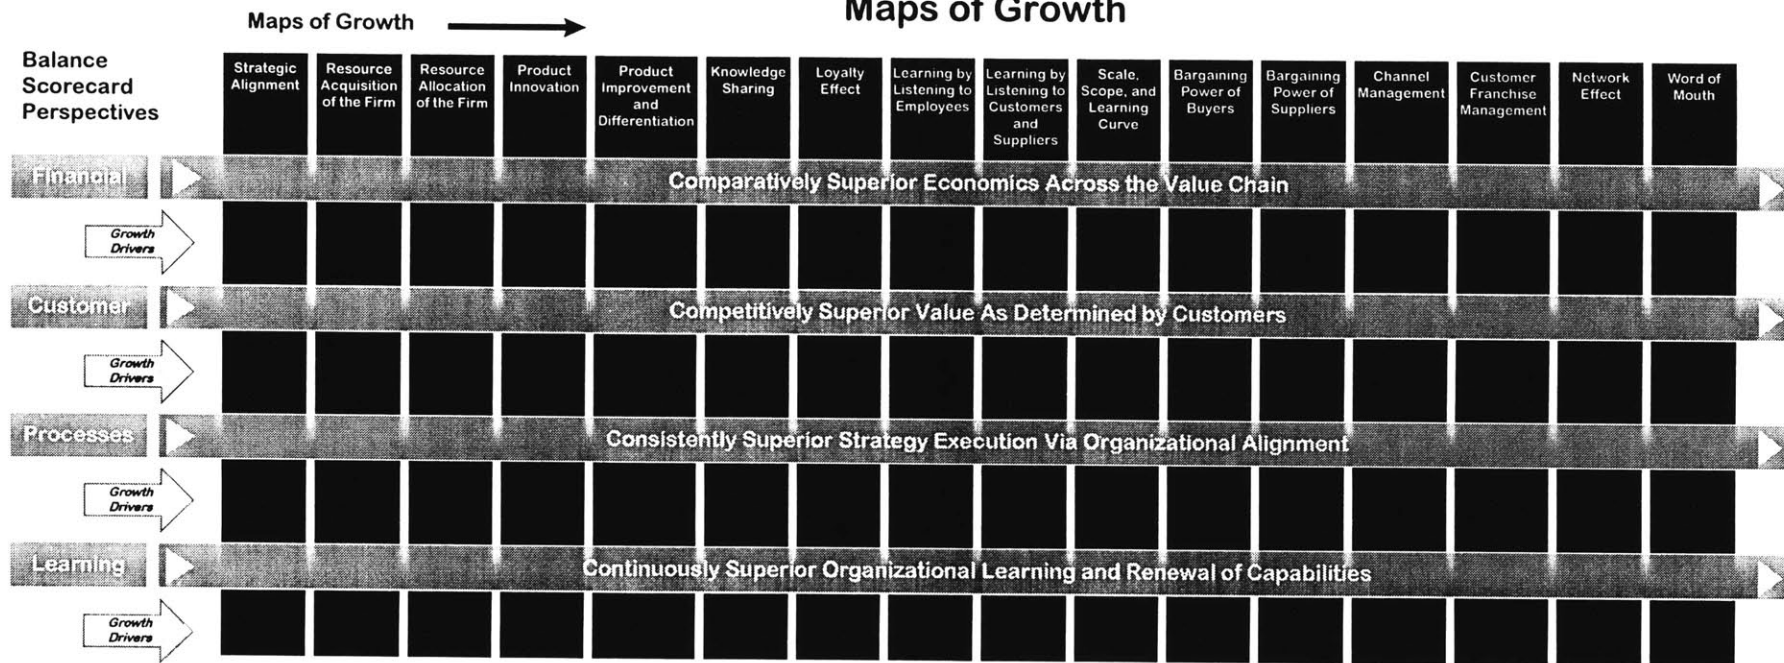 Maps of Growth
Maps of Growth
Balance
Scorecard
Perspectives
Strategic
Alignment
Resource
Acquisition
of the Firm
Resource
Allocation
of the Firm
Product
Innovation
Product
Improvement
and
Differentiation
Knowledge
Sharing
Loyalty
Effect
Learning by
Listening to
Employees
Learning by
Listening to
Customers
and
Suppliers
Scale,
Scope, and
Learning
Curve
Bargaining
Power of
Buyers
Bargaining
Power of
Suppliers
Channel
Management
Customer
Franchise
Management
Network
Effect
Word of
Mouth
Financial
Comparatively Superior Economics Across the Value Chain
Growth
Drivers
Customer
Competitively Superior Value As Determined by Customers
Growth
Drivers
Processes
Consistently Superior Strategy Execution Via Organizational Alignment
Growth
Drivers
Learning
Continuously Superior Organizational Learning and Renewal of Capabilities
Growth
Drivers